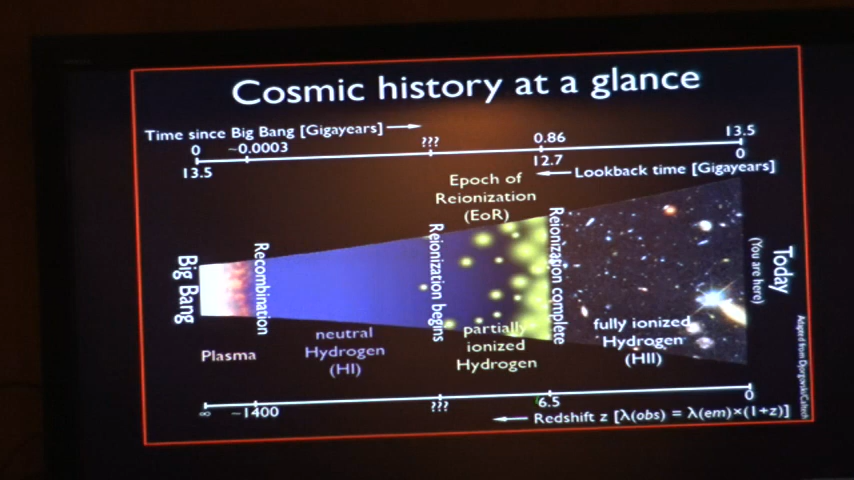 Cosmic history at a glance
Time since Big Bang [Gigayears]
0
~0.0003
???
0.86
13.5
13.5
12.7
0
Lookback time [Gigayears]
Epoch of
Reionization
(EoR)
Big Bang
Recombination
Reionization begins
Reionization complete
Today
(You are here)
Plasma
neutral
Hydrogen
(HI)
partially
ionized
Hydrogen
fully ionized
Hydrogen
(HII)
Adapted from Djorgovski/Caltech
∞
~1400
???
6.5
0
Redshift z [λ(obs) = λ(em)×(1+z)]